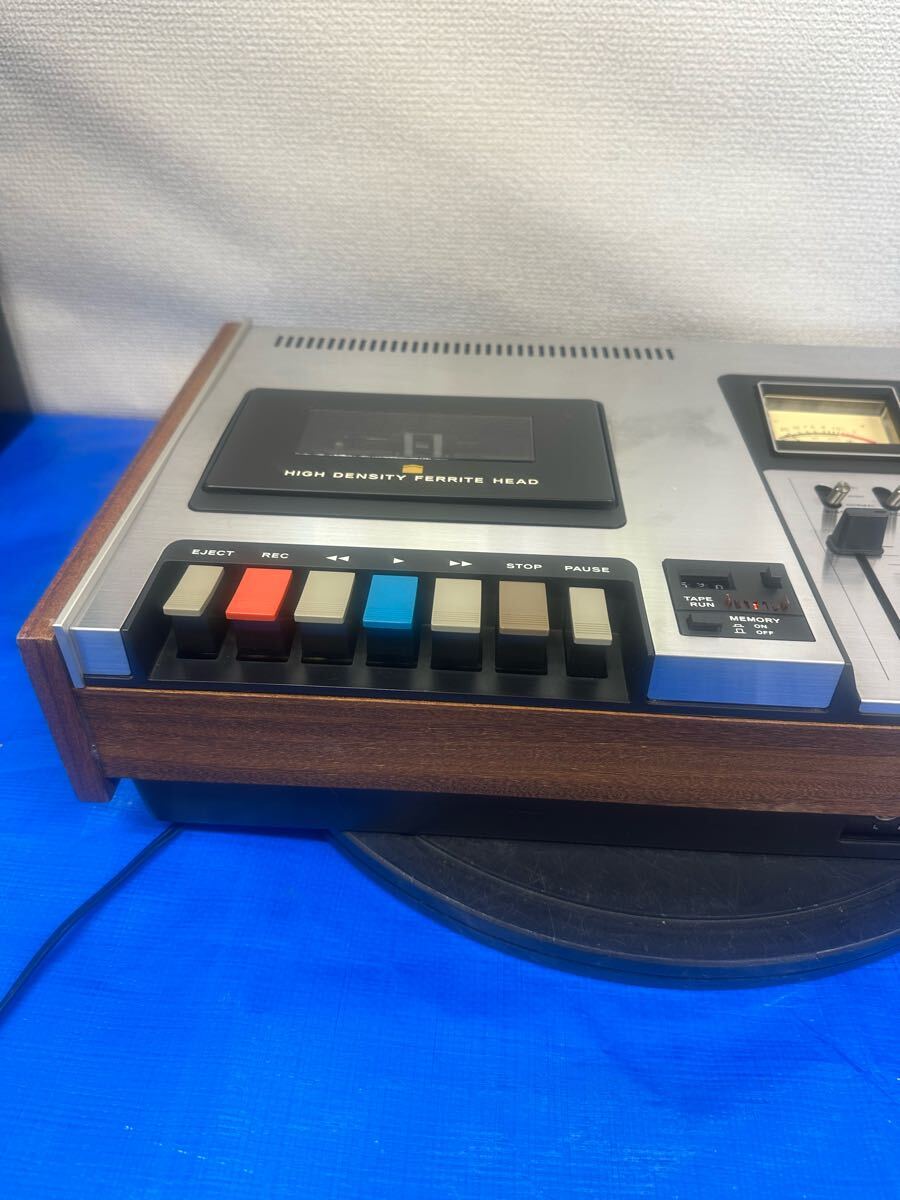 HIGH DENSITY FERRITE HEAD
EJECT REC ◀◀ ▶ ▶▶ STOP PAUSE
TAPE
RUN
MEMORY
ON
OFF